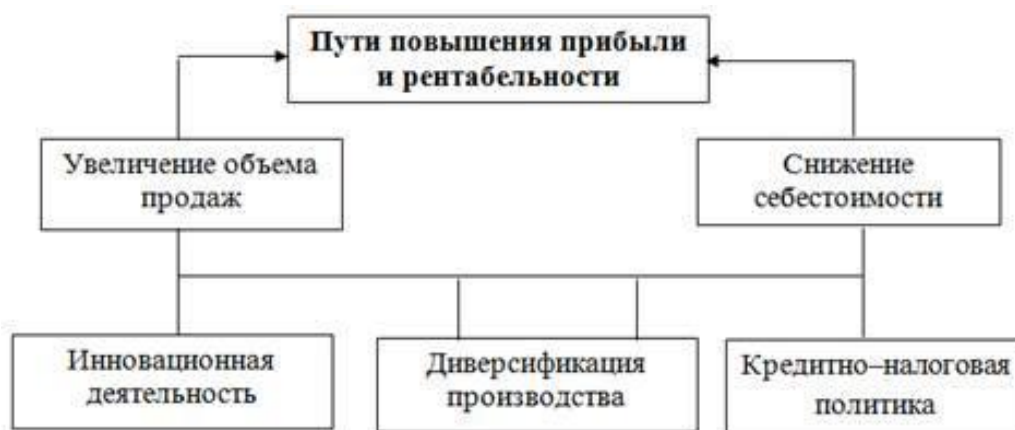 Пути повышения прибыли
и рентабельности
Увеличение объема
продаж
Снижение
себестоимости
Инновационная
деятельность
Диверсификация
производства
Кредитно–налоговая
политика